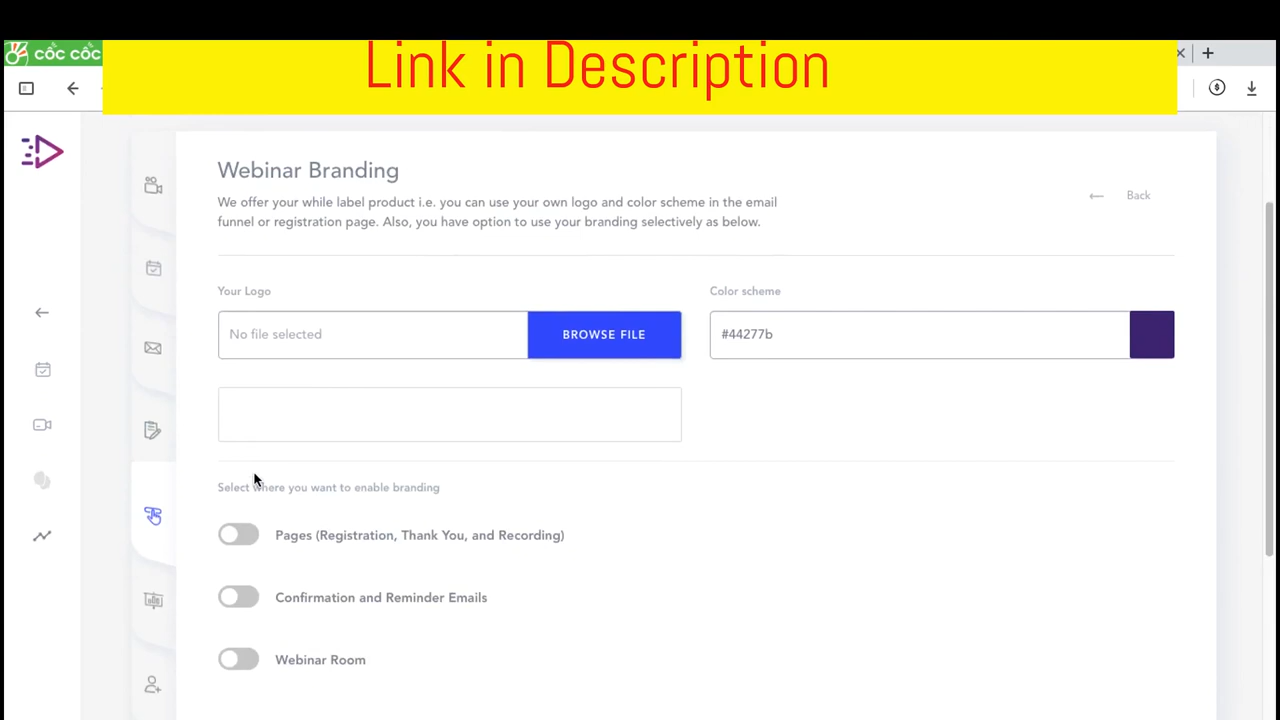 Link in Description
cốc cốc
Webinar Branding
We offer your while label product i.e. you can use your own logo and color scheme in the email
funnel or registration page. Also, you have option to use your branding selectively as below.
Back
Your Logo
Color scheme
No file selected
BROWSE FILE
#44277b
Select where you want to enable branding
Pages (Registration, Thank You, and Recording)
Confirmation and Reminder Emails
Webinar Room